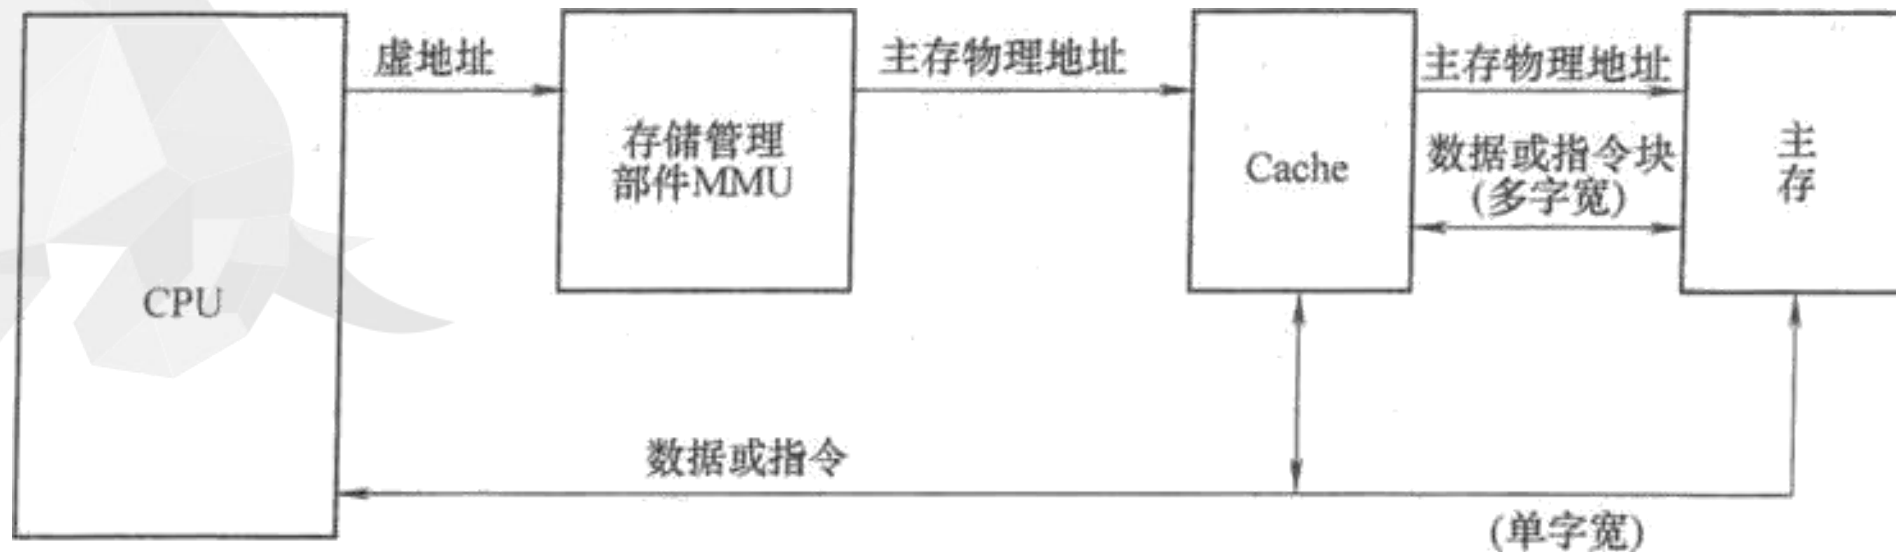 虚地址
主存物理地址
主存物理地址
存储管理
部件MMU
Cache
数据或指令块
(多字宽)
主
存
CPU
数据或指令
(单字宽)